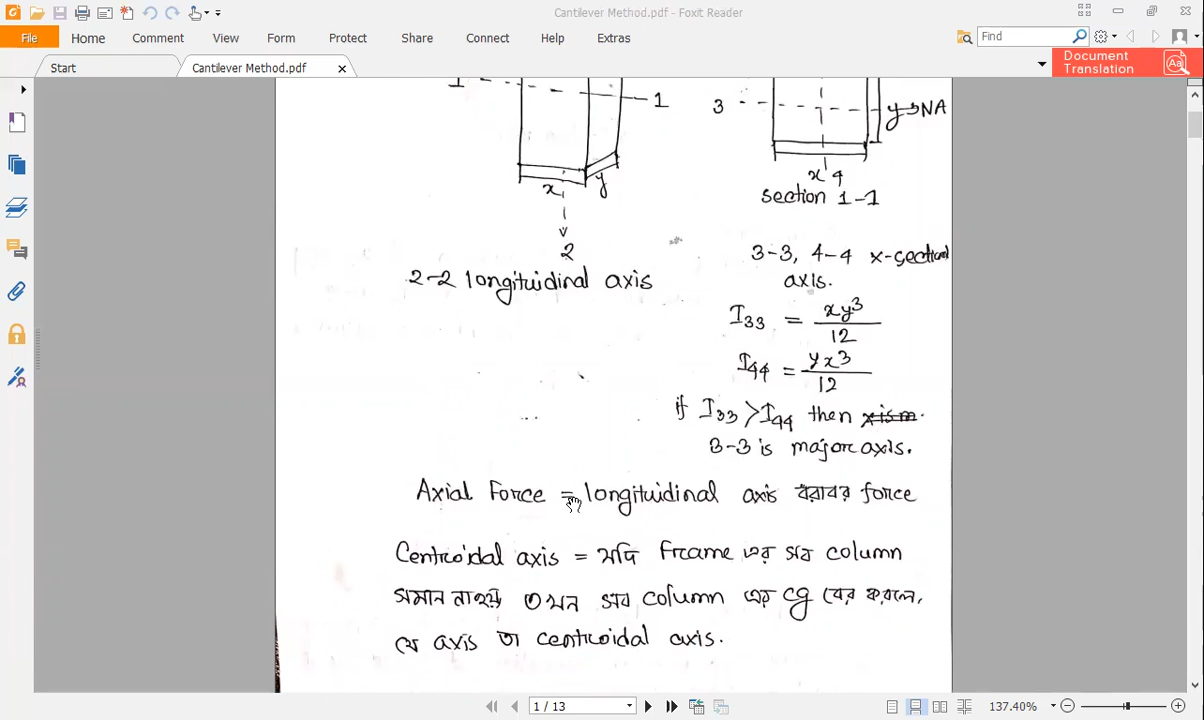 Cantilever Method.pdf - Foxit Reader
File Home Comment View Form Protect Share Connect Help Extras
Find
Document Translation
Start
Cantilever Method.pdf
1
3
y→NA
x
y
x 4
section 1-1
2
3-3, 4-4 x-sectional
2-2 longituidinal axis
axis.
I33 = xy³/12
I44 = yx³/12
if I33 > I44 then
3-3 is major axis.
Axial Force = longituidinal axis বরাবর force
Centroidal axis = যদি Frame এর সব column
সমান না হয় তখন সব column এর cg বের করলে,
যে axis তা centroidal axis.
1 / 13
137.40%